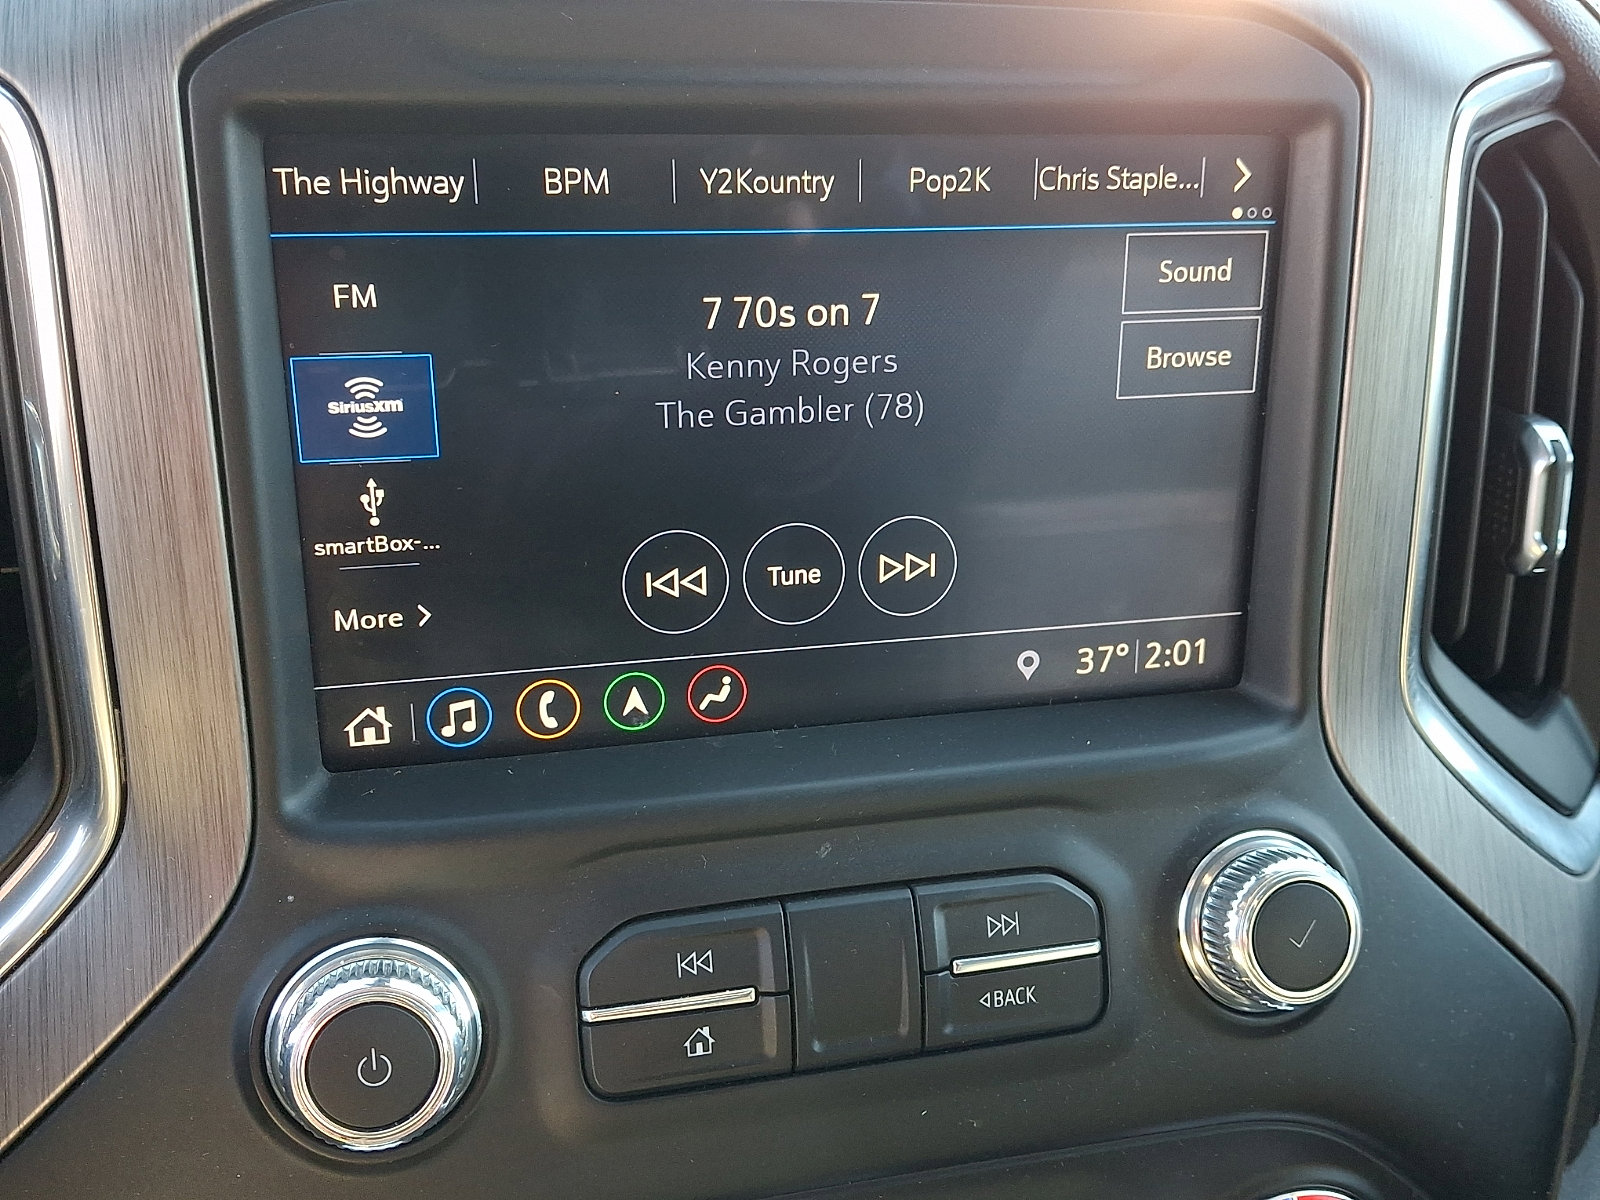 The Highway
BPM
Y2Kountry
Pop2K
Chris Staple...
FM
7 70s on 7
Kenny Rogers
The Gambler (78)
Sound
Browse
SiriusXM
smartBox-...
More
Tune
37° 2:01
BACK